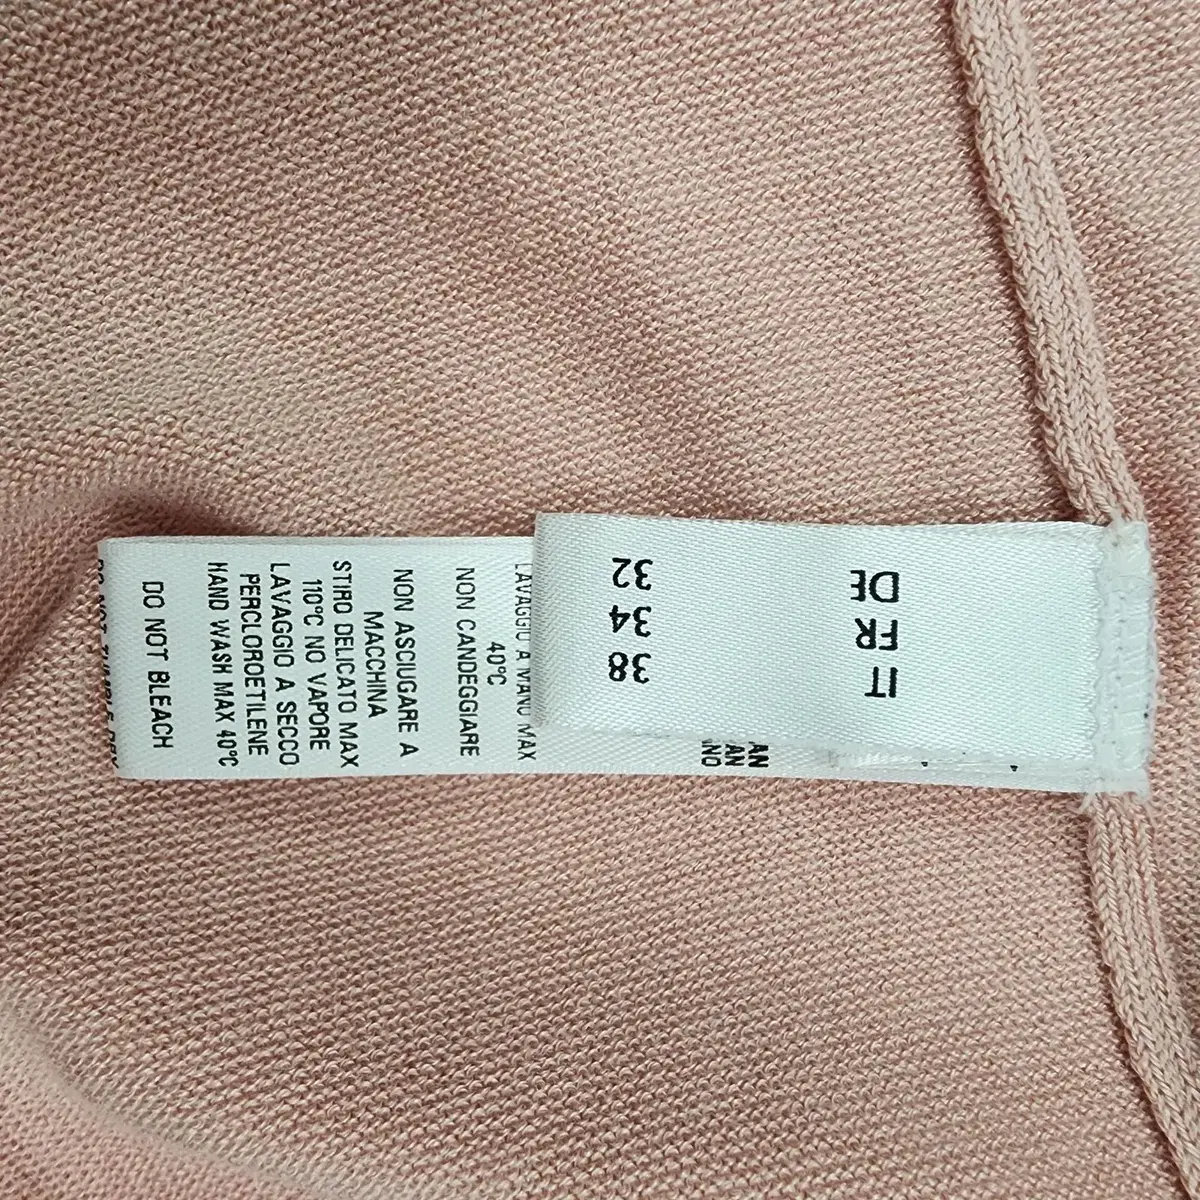 IT 38
FR 34
DE 32
LAVAGGIO A MANO MAX
40°C
NON CANDEGGIARE
NON ASCIUGARE A
MACCHINA
STIRO DELICATO MAX
110°C NO VAPORE
LAVAGGIO A SECCO
PERCLOROETILENE
HAND WASH MAX 40°C
DO NOT BLEACH